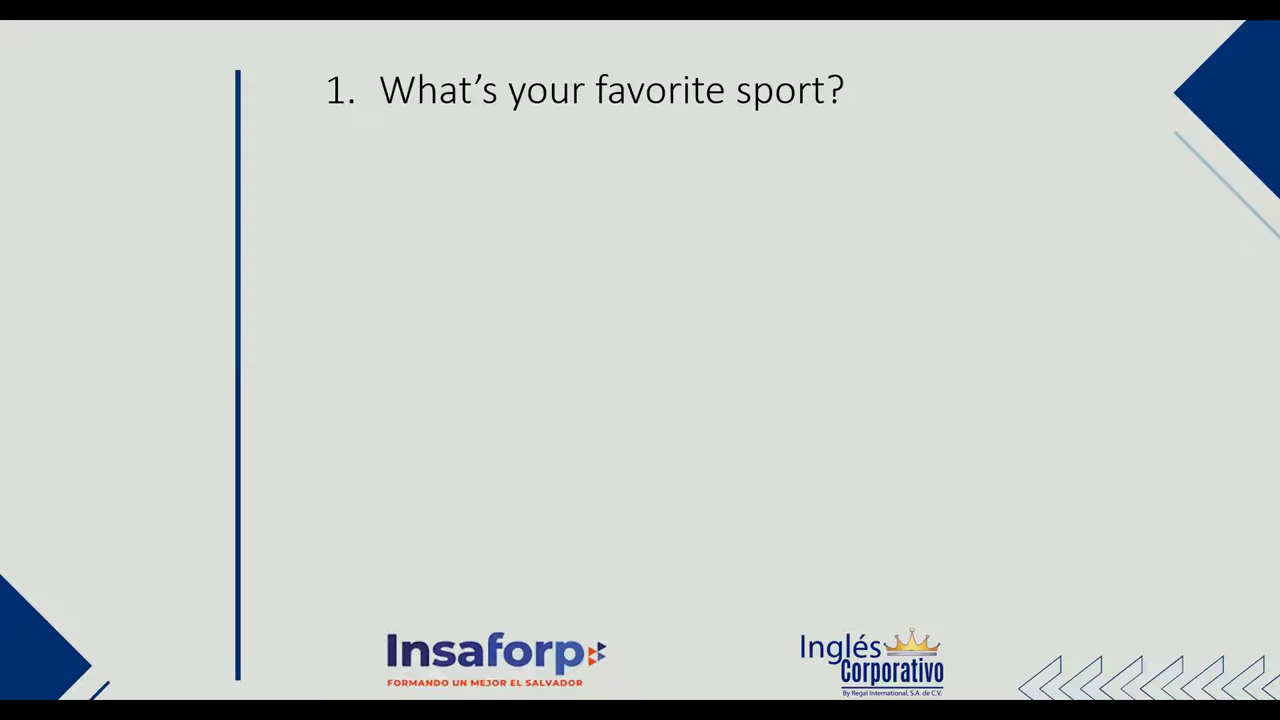 1. What’s your favorite sport?
Insaforp
FORMANDO UN MEJOR EL SALVADOR
Inglés
Corporativo
By Regal International, S.A. de C.V.